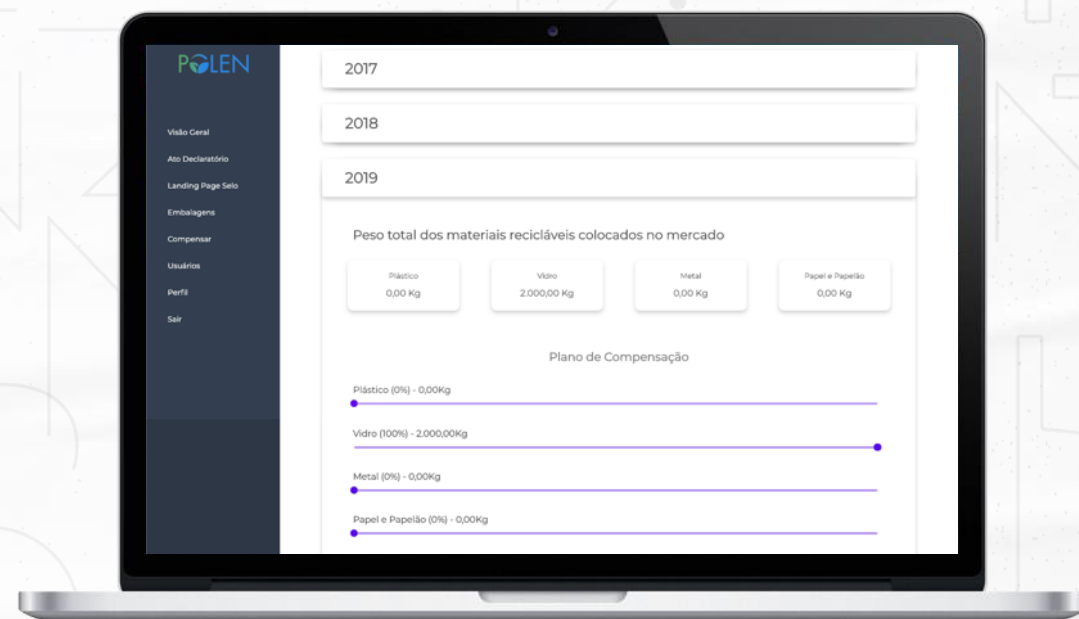 POLEN
Visão Geral
Ato Declaratório
Landing Page Selo
Embalagens
Compensar
Usuários
Perfil
Sair
2017
2018
2019
Peso total dos materiais recicláveis colocados no mercado
Plástico
0,00 Kg
Vidro
2.000,00 Kg
Metal
0,00 Kg
Papel e Papelão
0,00 Kg
Plano de Compensação
Plástico (0%) - 0,00Kg
Vidro (100%) - 2.000,00Kg
Metal (0%) - 0,00Kg
Papel e Papelão (0%) - 0,00Kg